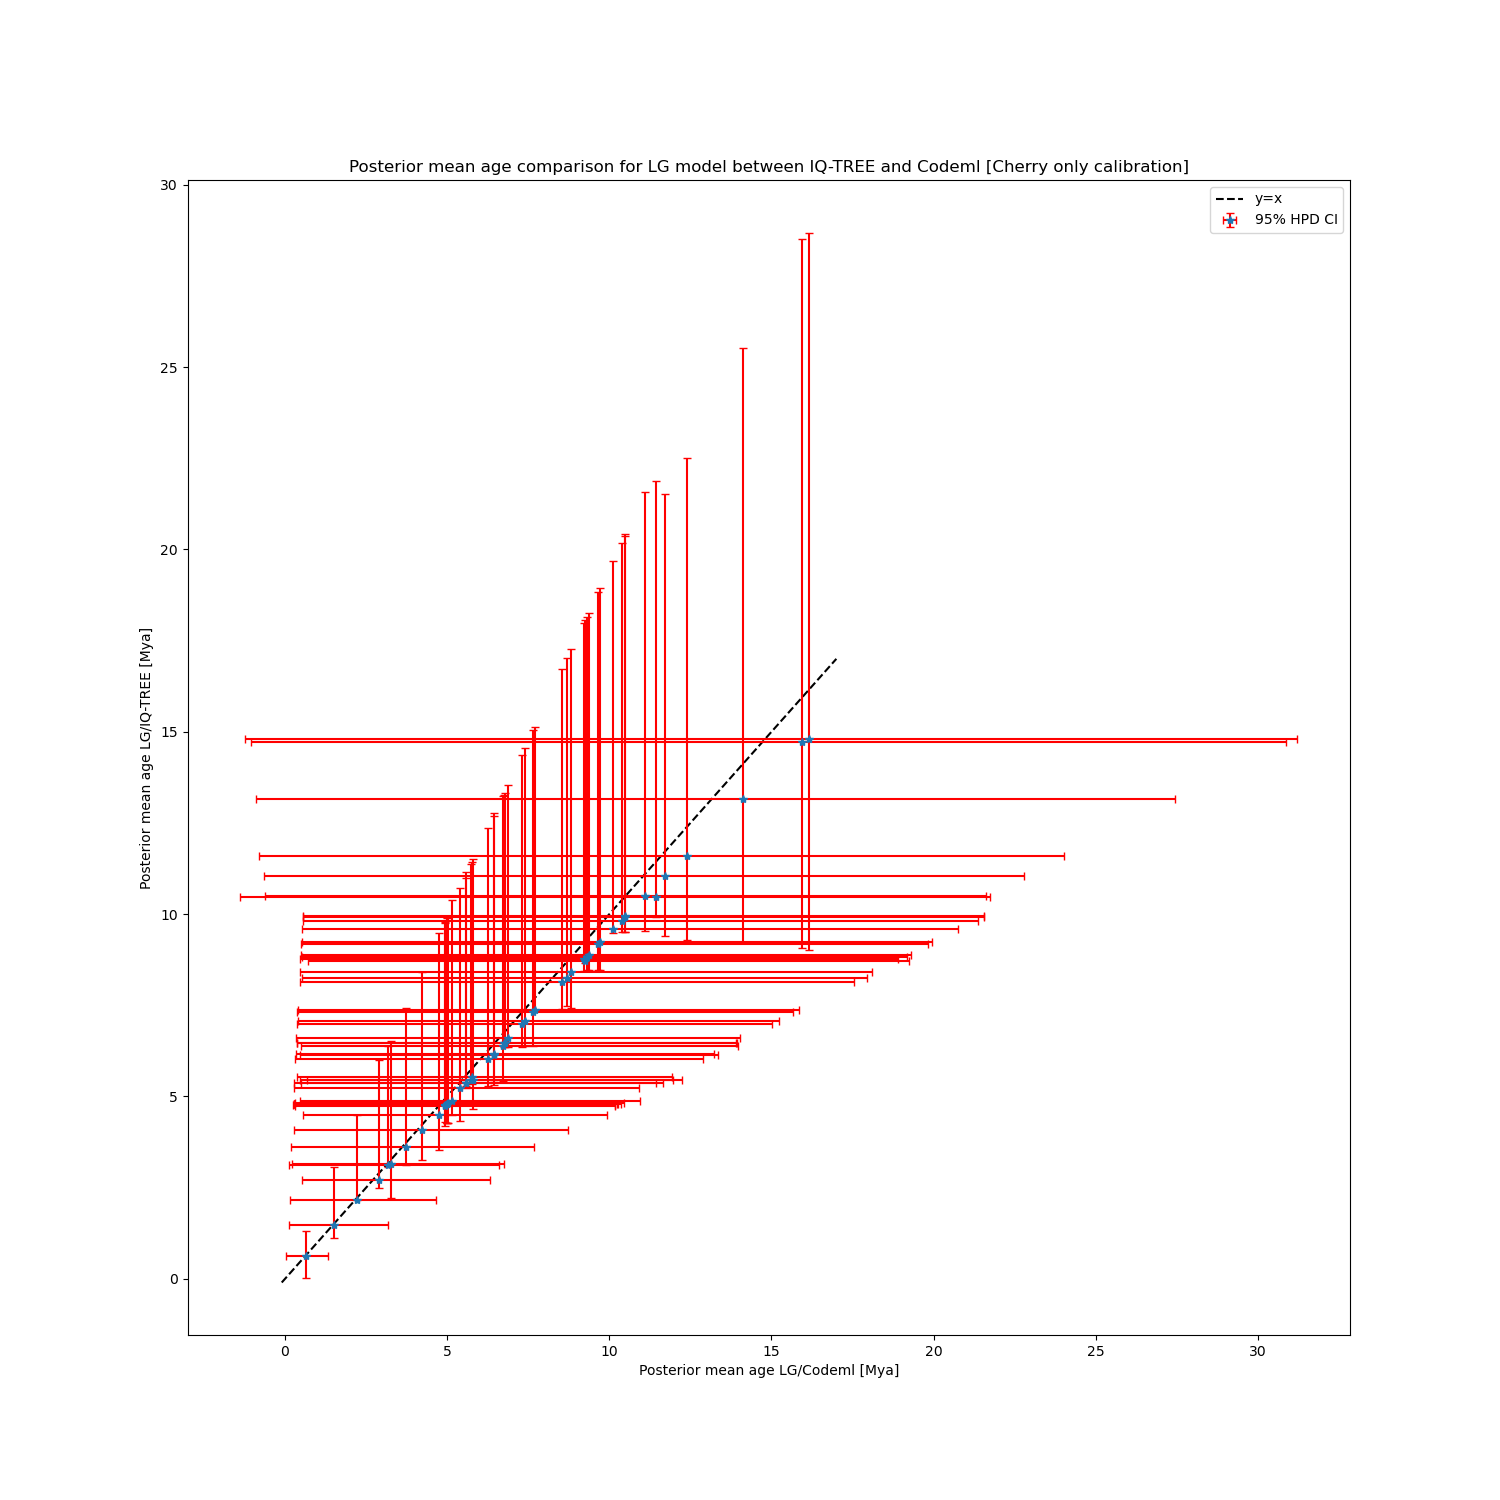 Posterior mean age comparison for LG model between IQ-TREE and Codeml [Cherry only calibration]
y=x
95% HPD CI
Posterior mean age LG/IQ-TREE [Mya]
30
25
20
15
10
5
0
0 5 10 15 20 25 30
Posterior mean age LG/Codeml [Mya]